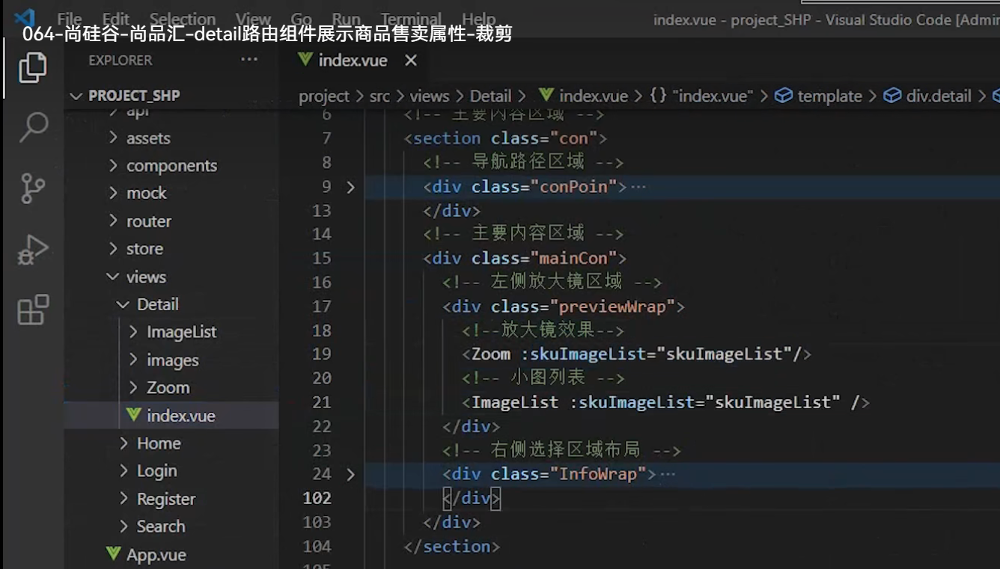 File Edit Selection View Go Run Terminal Help index.vue - project_SHP - Visual Studio Code [Admin
064-尚硅谷-尚品汇-detail路由组件展示商品售卖属性-裁剪
EXPLORER ···
index.vue ×
PROJECT_SHP
project > src > views > Detail > index.vue > {} "index.vue" > template > div.detail >
api
assets
components
mock
router
store
views
Detail
ImageList
images
Zoom
index.vue
Home
Login
Register
Search
App.vue
6 <!-- 主要内容区域 -->
7 <section class="con">
8 <!-- 导航路径区域 -->
9 <div class="conPoin">···
13 </div>
14 <!-- 主要内容区域 -->
15 <div class="mainCon">
16 <!-- 左侧放大镜区域 -->
17 <div class="previewWrap">
18 <!--放大镜效果-->
19 <Zoom :skuImageList="skuImageList"/>
20 <!-- 小图列表 -->
21 <ImageList :skuImageList="skuImageList" />
22 </div>
23 <!-- 右侧选择区域布局 -->
24 <div class="InfoWrap">···
102 </div>
103 </div>
104 </section>
105